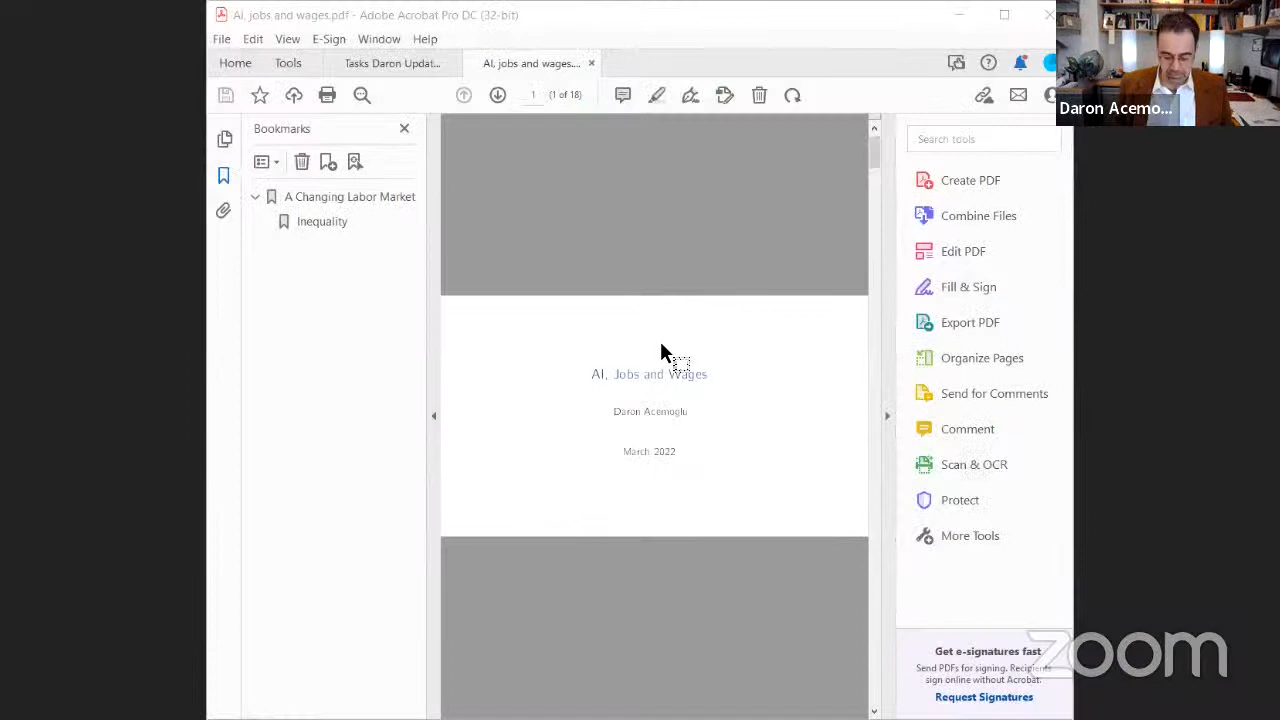 AI, jobs and wages.pdf - Adobe Acrobat Pro DC (32-bit)
File Edit View E-Sign Window Help
Home Tools Tasks Daron Updat... AI, jobs and wages.... ×
1 (1 of 18)
Daron Acemo...
Bookmarks
A Changing Labor Market
Inequality
AI, Jobs and Wages
Daron Acemoglu
March 2022
Search tools
Create PDF
Combine Files
Edit PDF
Fill & Sign
Export PDF
Organize Pages
Send for Comments
Comment
Scan & OCR
Protect
More Tools
Get e-signatures fast
Send PDFs for signing. Recipients
sign online without Acrobat.
Request Signatures
zoom